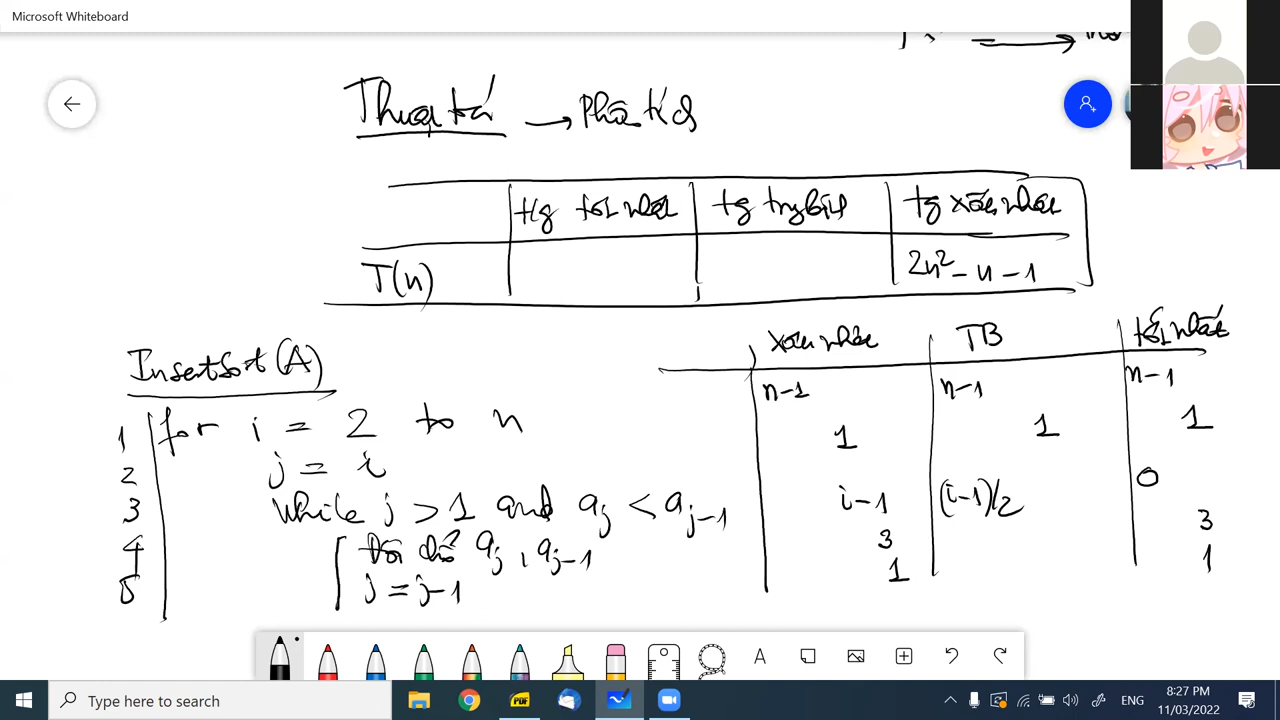 Microsoft Whiteboard
Thuật toá → Phân tích
tg tốt nhất tg try bình tg xấu nhất
T(n) 2n² - n - 1
xấu nhất TB tốt nhất
InsertSort(A)
n-1 n-1 n-1
1 for i = 2 to n 1 1 1
2 j = i
3 while j > 1 and aj < aj-1 i-1 (i-1)/2 0
4 đổi chỗ aj, aj-1 3 3
5 j = j-1 1 1
Type here to search
PDF
ENG
8:27 PM
11/03/2022